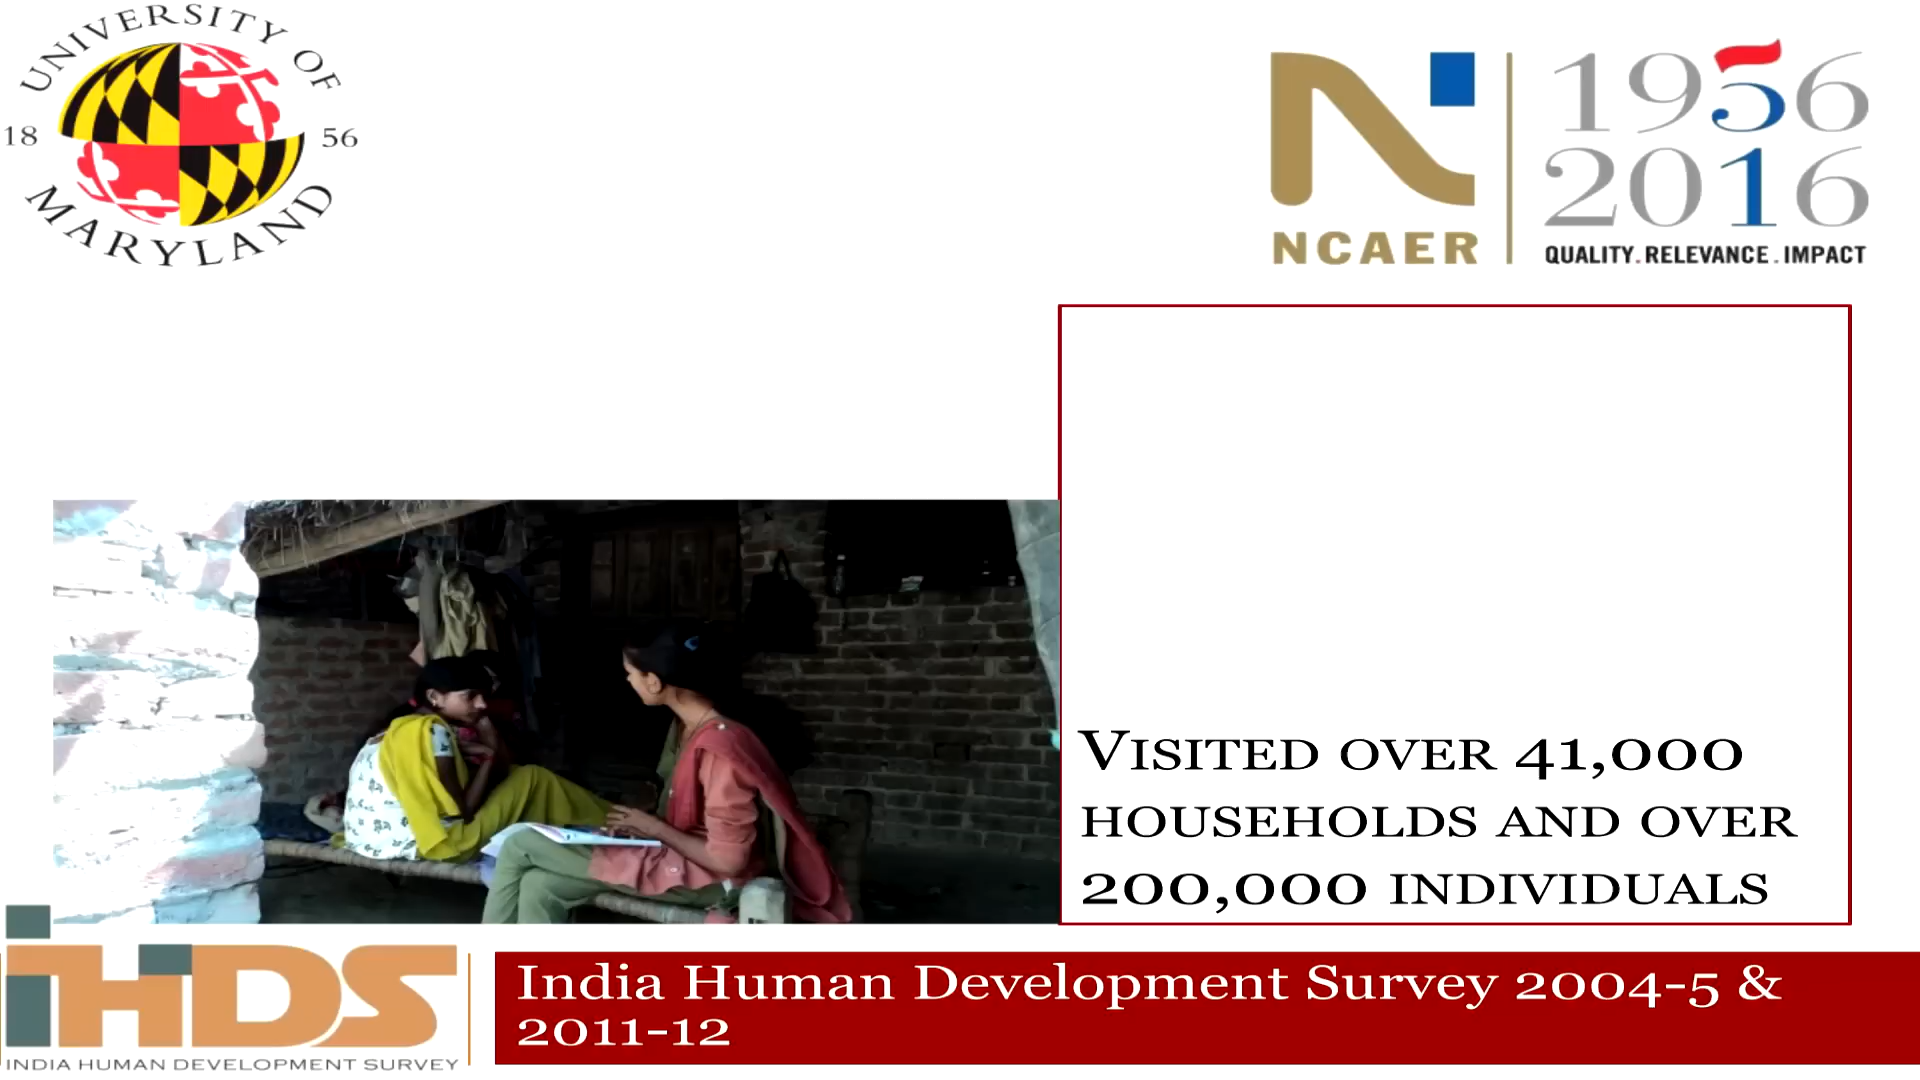 UNIVERSITY OF
18 56
MARYLAND
NCAER
1956
2016
QUALITY. RELEVANCE. IMPACT
VISITED OVER 41,000
HOUSEHOLDS AND OVER
200,000 INDIVIDUALS
iHDS
INDIA HUMAN DEVELOPMENT SURVEY
India Human Development Survey 2004-5 &
2011-12